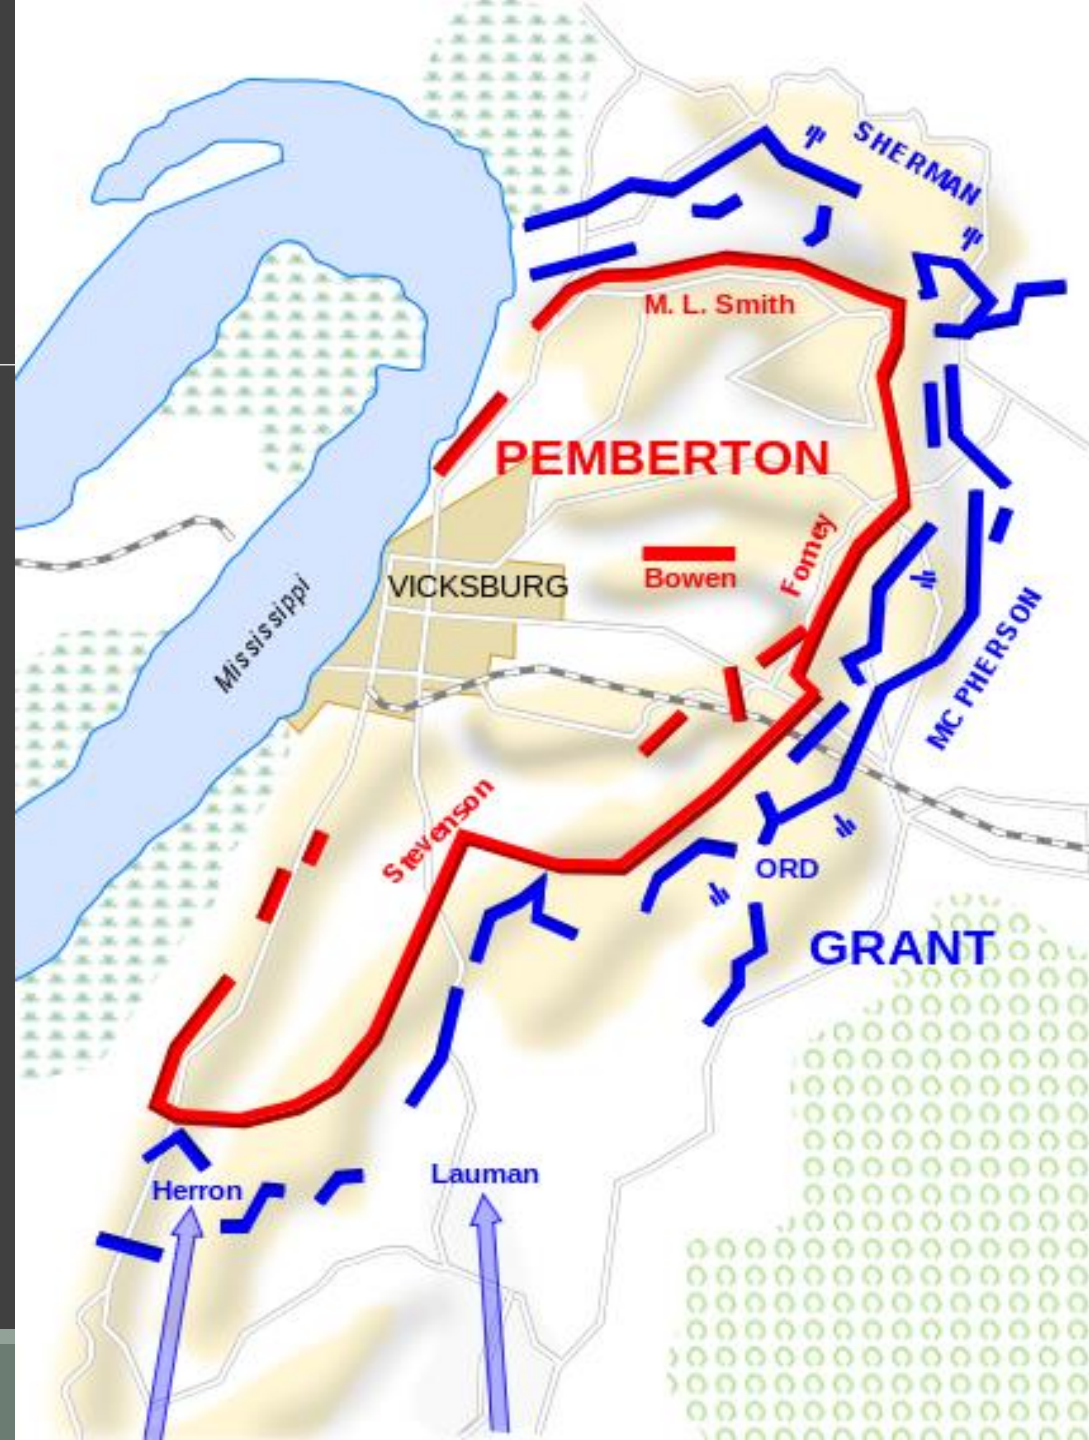 SHERMAN
M. L. Smith
PEMBERTON
Forney
Bowen
VICKSBURG
Mississippi
MC PHERSON
Stevenson
ORD
GRANT
Lauman
Herron